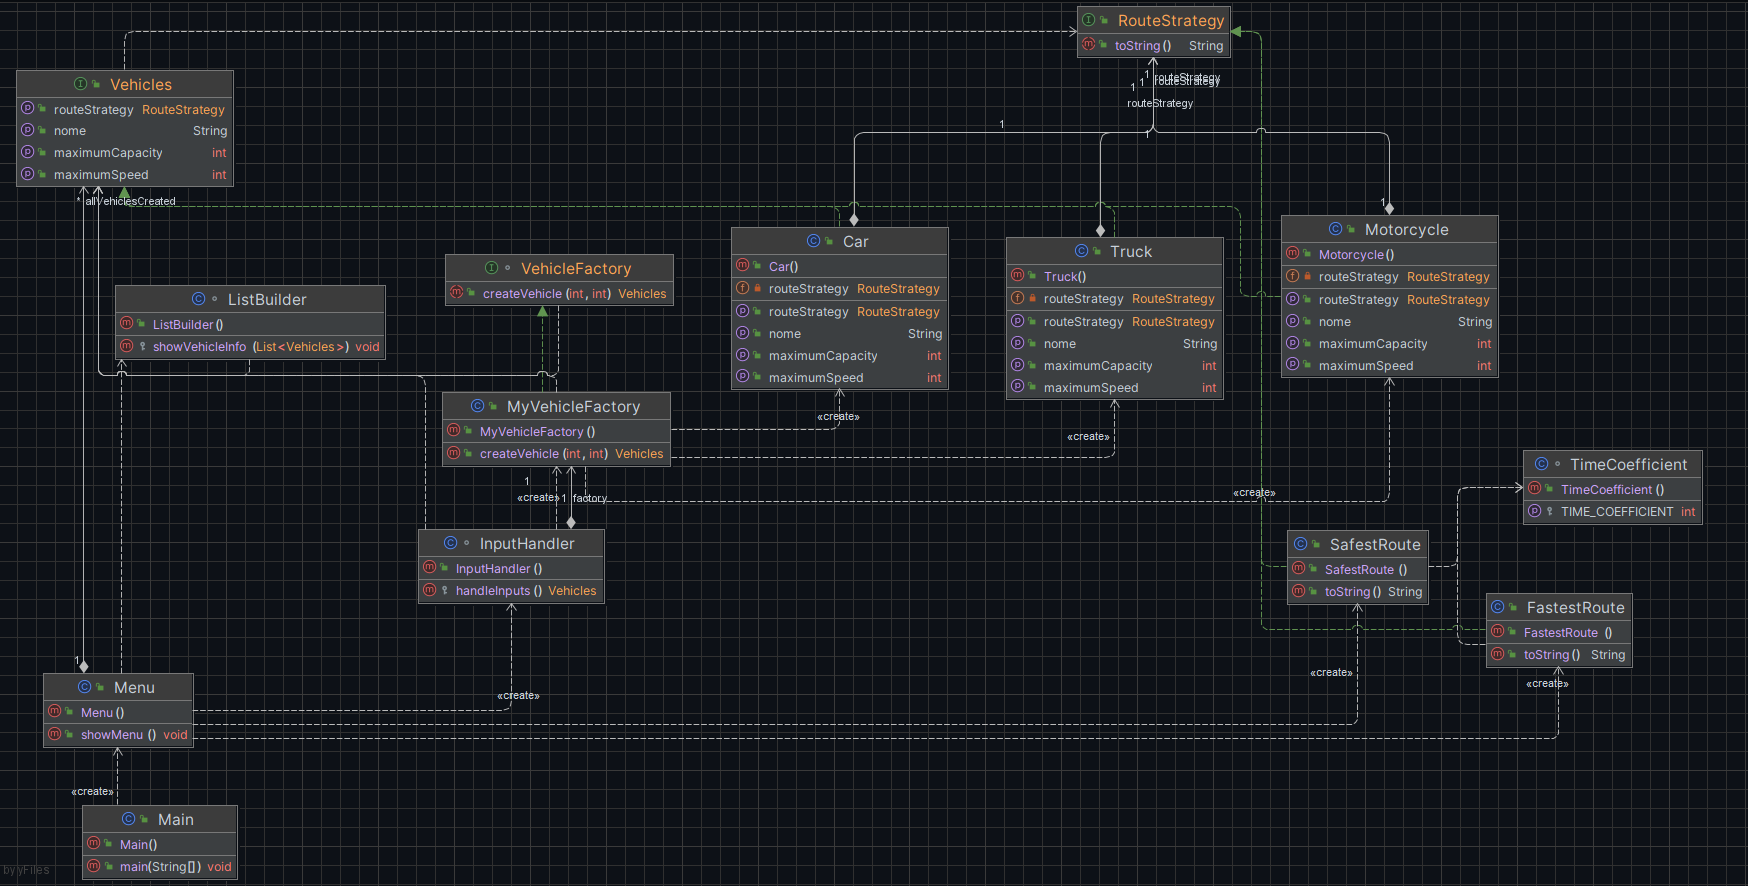 RouteStrategy
toString() String
Vehicles
routeStrategy RouteStrategy
nome String
maximumCapacity int
maximumSpeed int
1 routeStrategy
1 1 routeStrategy
routeStrategy
1
1
* allVehiclesCreated
1
Car
Car()
routeStrategy RouteStrategy
routeStrategy RouteStrategy
nome String
maximumCapacity int
maximumSpeed int
Truck
Truck()
routeStrategy RouteStrategy
routeStrategy RouteStrategy
nome String
maximumCapacity int
maximumSpeed int
Motorcycle
Motorcycle()
routeStrategy RouteStrategy
routeStrategy RouteStrategy
nome String
maximumCapacity int
maximumSpeed int
VehicleFactory
createVehicle (int, int) Vehicles
ListBuilder
ListBuilder()
showVehicleInfo (List<Vehicles>) void
MyVehicleFactory
MyVehicleFactory ()
createVehicle (int, int) Vehicles
«create»
«create»
«create»
1
«create» 1 factory
InputHandler
InputHandler ()
handleInputs () Vehicles
TimeCoefficient
TimeCoefficient ()
TIME_COEFFICIENT int
SafestRoute
SafestRoute ()
toString() String
FastestRoute
FastestRoute ()
toString() String
«create»
«create»
«create»
1
Menu
Menu ()
showMenu () void
«create»
Main
Main()
main(String[]) void
by yFiles